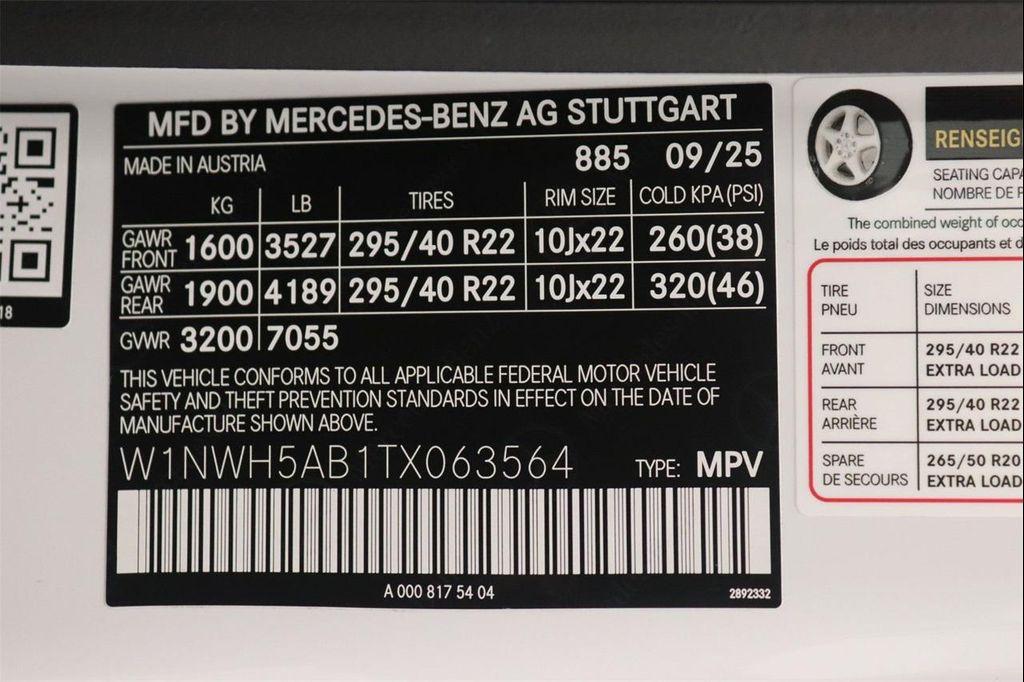 18
MFD BY MERCEDES-BENZ AG STUTTGART
MADE IN AUSTRIA 885 09/25
KG LB TIRES RIM SIZE COLD KPA (PSI)
GAWR FRONT 1600 3527 295/40 R22 10Jx22 260(38)
GAWR REAR 1900 4189 295/40 R22 10Jx22 320(46)
GVWR 3200 7055
THIS VEHICLE CONFORMS TO ALL APPLICABLE FEDERAL MOTOR VEHICLE
SAFETY AND THEFT PREVENTION STANDARDS IN EFFECT ON THE DATE OF
MANUFACTURE SHOWN ABOVE.
W1NWH5AB1TX063564 TYPE: MPV
A 000 817 54 04 2892332
RENSEIG
SEATING CAPA
NOMBRE DE P
The combined weight of occ
Le poids total des occupants et d
TIRE SIZE
PNEU DIMENSIONS
FRONT 295/40 R22
AVANT EXTRA LOAD
REAR 295/40 R22
ARRIÈRE EXTRA LOAD
SPARE 265/50 R20
DE SECOURS EXTRA LOAD